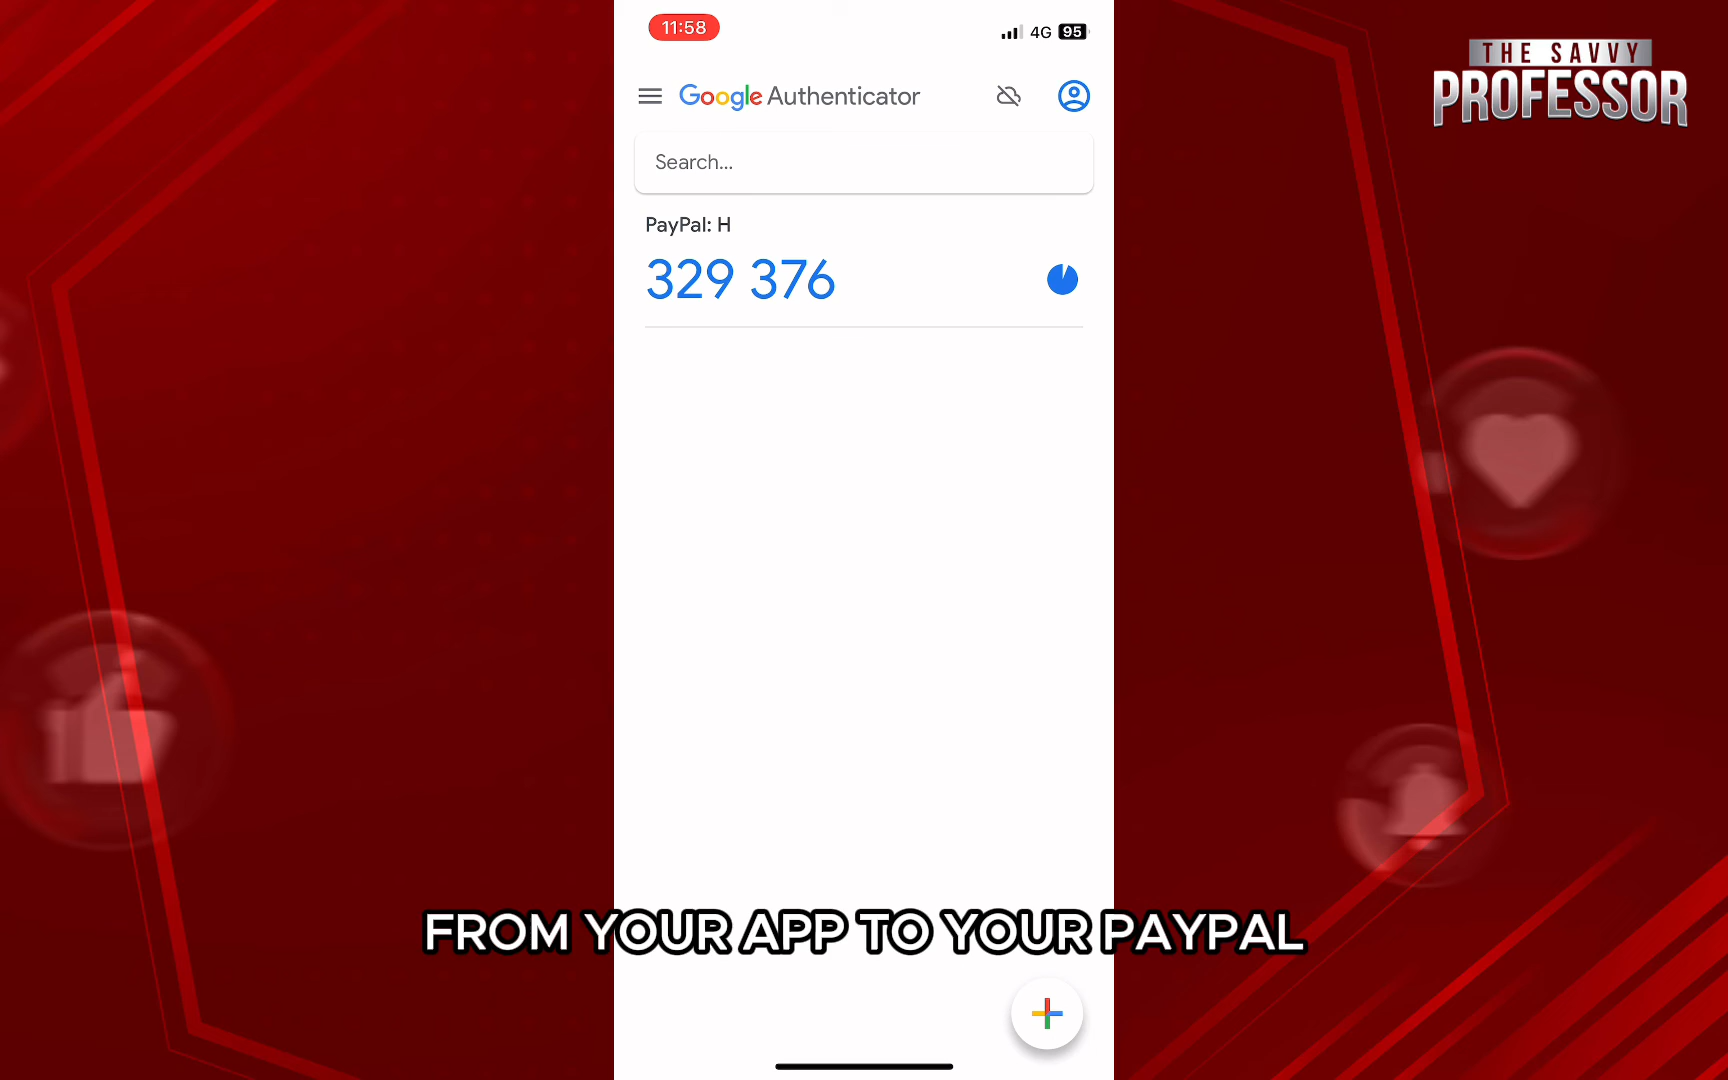 11:58
4G 95
THE SAVVY
PROFESSOR
Google Authenticator
Search...
PayPal: H
329 376
FROM YOUR APP TO YOUR PAYPAL